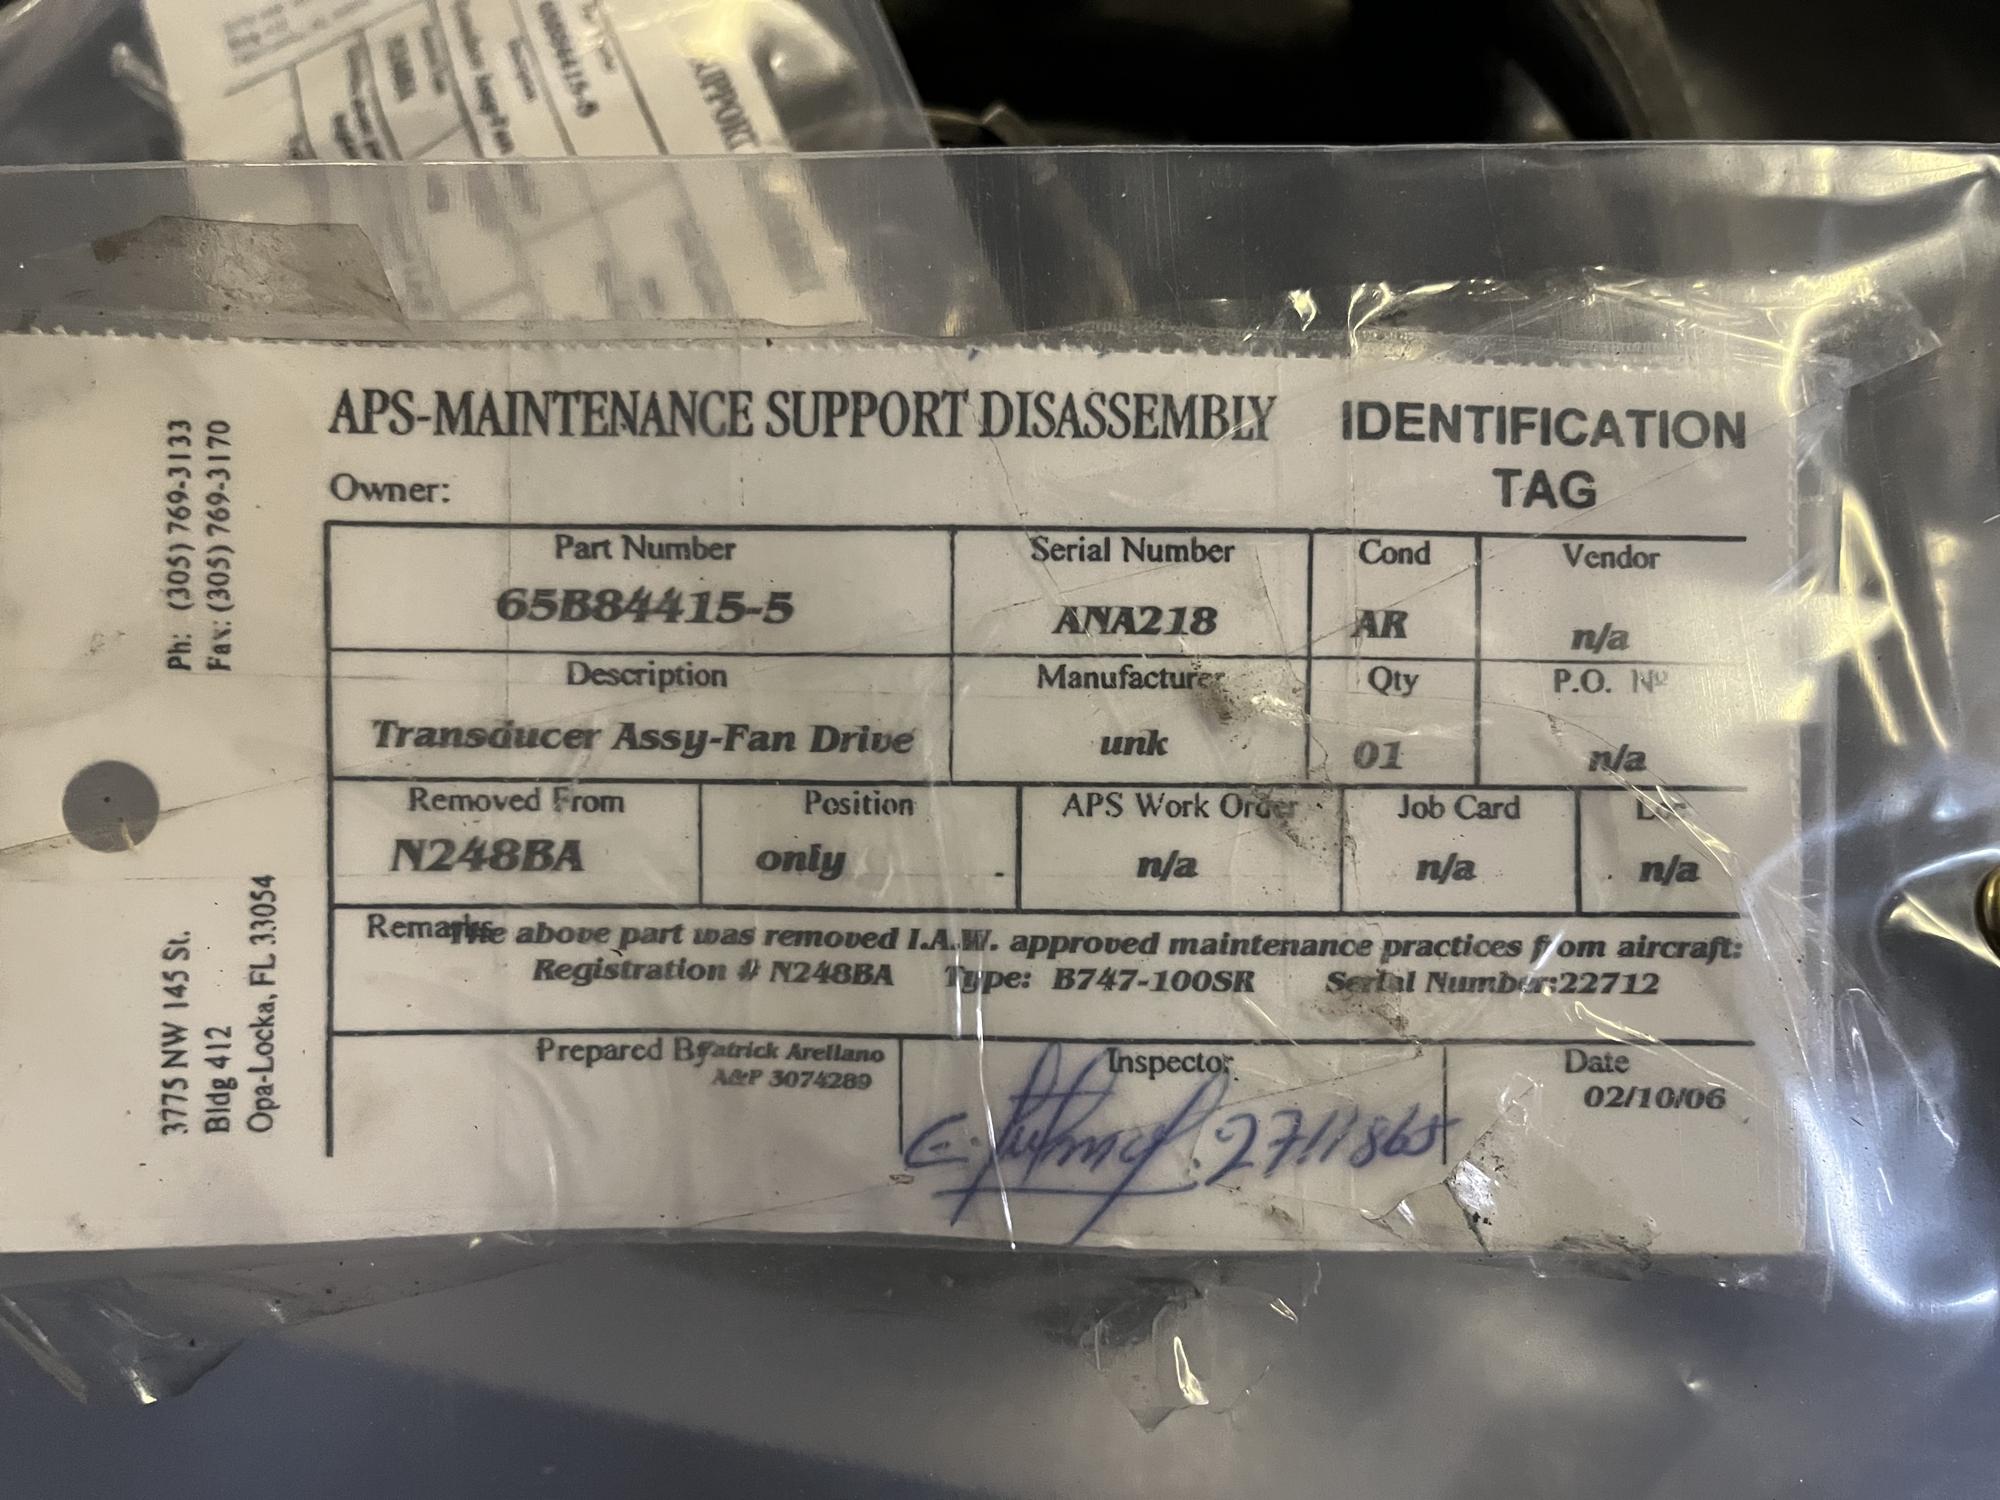 UPPORT
65B84415-5
APS-MAINTENANCE SUPPORT DISASSEMBLY
IDENTIFICATION
TAG
Owner:
Part Number
Serial Number
Cond
Vendor
65B84415-5
ANA218
AR
n/a
Description
Manufacturer
Qty
P.O. Nº
Transducer Assy-Fan Drive
unk
01
n/a
Removed From
Position
APS Work Order
Job Card
N248BA
only
n/a
n/a
n/a
Remarks
The above part was removed I.A.W. approved maintenance practices from aircraft:
Registration # N248BA Type: B747-100SR Serial Number:22712
Prepared By
Patrick Arellano
A&P 3074289
Inspector
2711865
Date
02/10/06
Ph: (305) 769-3133
Fax: (305) 769-3170
3775 NW 145 St.
Bldg 412
Opa-Locka, FL 33054